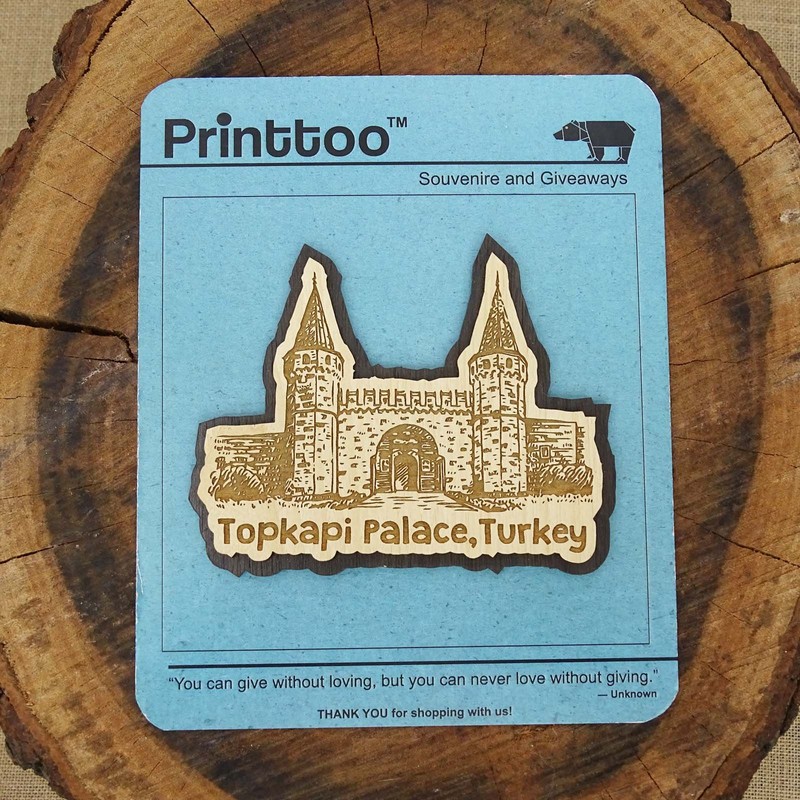 Printtoo™
Souvenire and Giveaways
Topkapi Palace,Turkey
“You can give without loving, but you can never love without giving.”
— Unknown
THANK YOU for shopping with us!